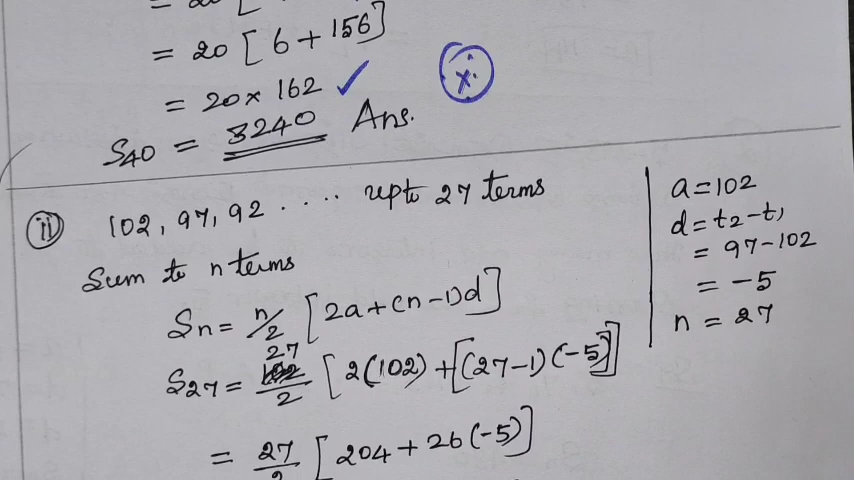 = 20 [ 6 + 156 ]
= 20 × 162 ✓
S40 = 3240 Ans.
(ii) 102, 97, 92 .... upto 27 terms
Sum to n terms
Sn = n/2 [ 2a + (n-1)d ]
S27 = 27/2 [ 2(102) + [(27-1)(-5)] ]
= 27/2 [ 204 + 26(-5) ]
a = 102
d = t2 - t1
= 97 - 102
= -5
n = 27